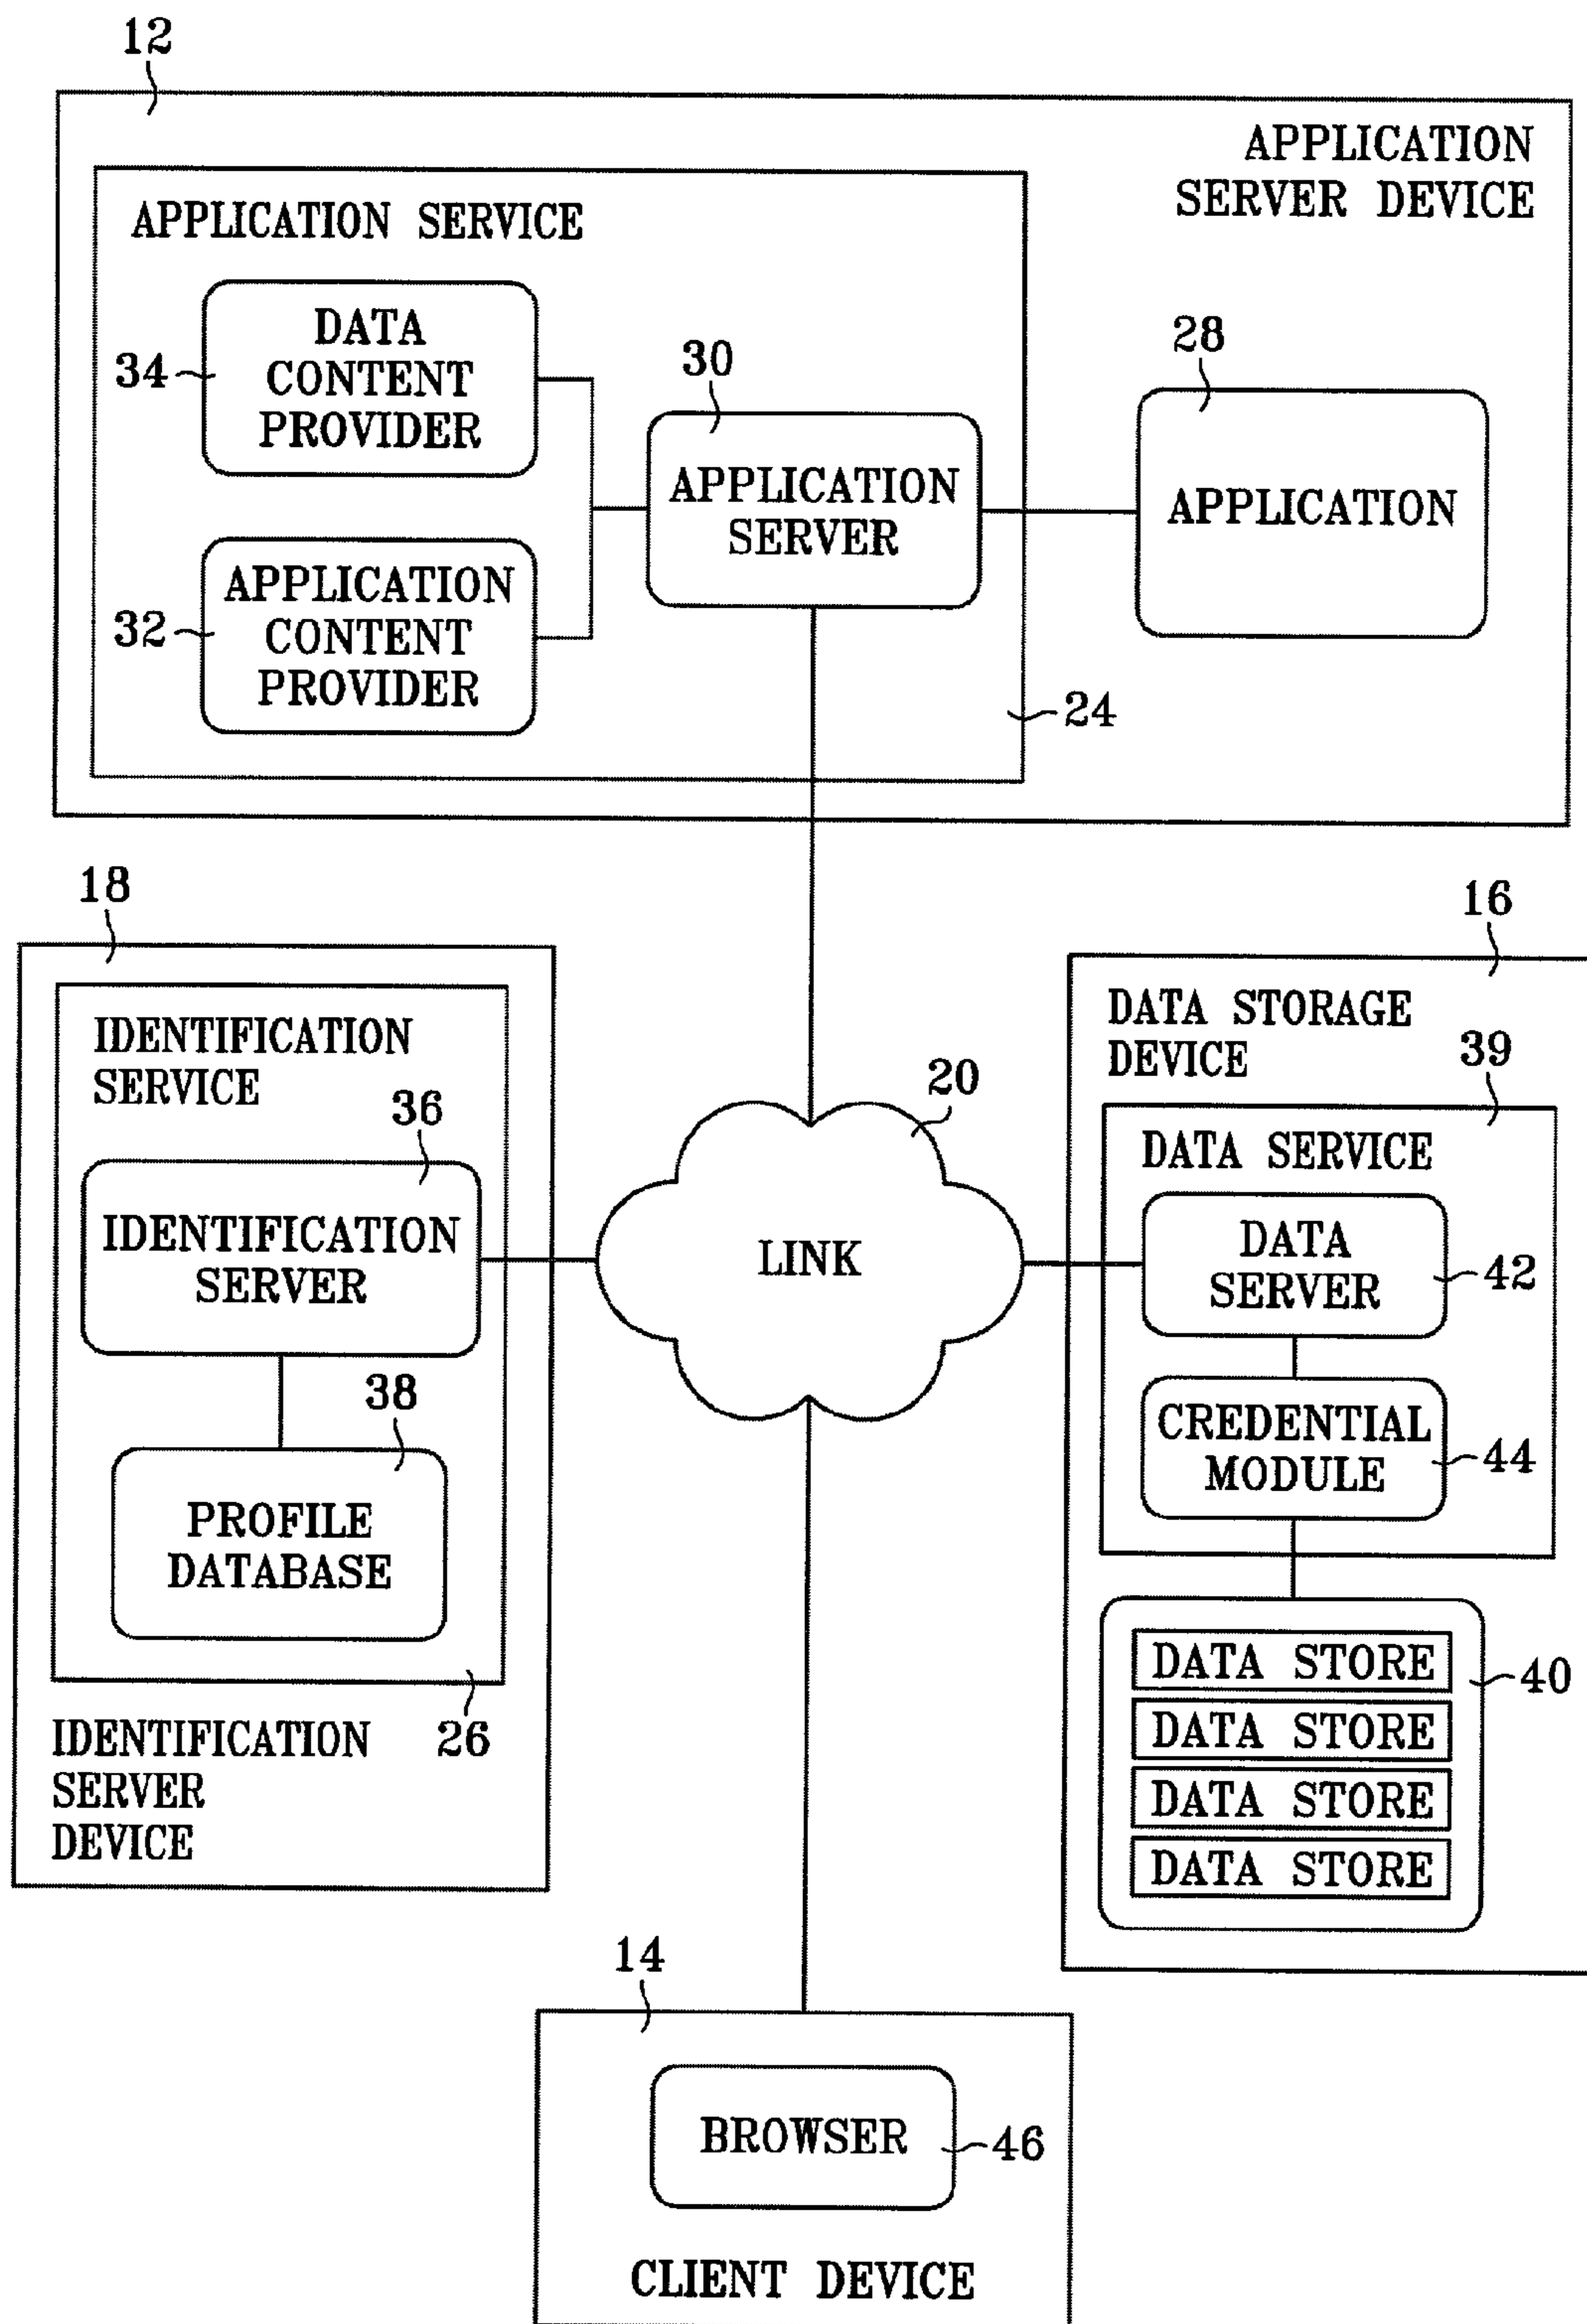 12
APPLICATION
SERVER DEVICE
APPLICATION SERVICE
DATA
CONTENT
PROVIDER
34
30
APPLICATION
SERVER
28
APPLICATION
APPLICATION
CONTENT
PROVIDER
32
24
18
IDENTIFICATION
SERVICE
36
IDENTIFICATION
SERVER
38
PROFILE
DATABASE
26
IDENTIFICATION
SERVER
DEVICE
20
LINK
16
DATA STORAGE
DEVICE
39
DATA SERVICE
DATA
SERVER
42
CREDENTIAL
MODULE
44
DATA STORE
DATA STORE
DATA STORE
DATA STORE
40
14
BROWSER
46
CLIENT DEVICE